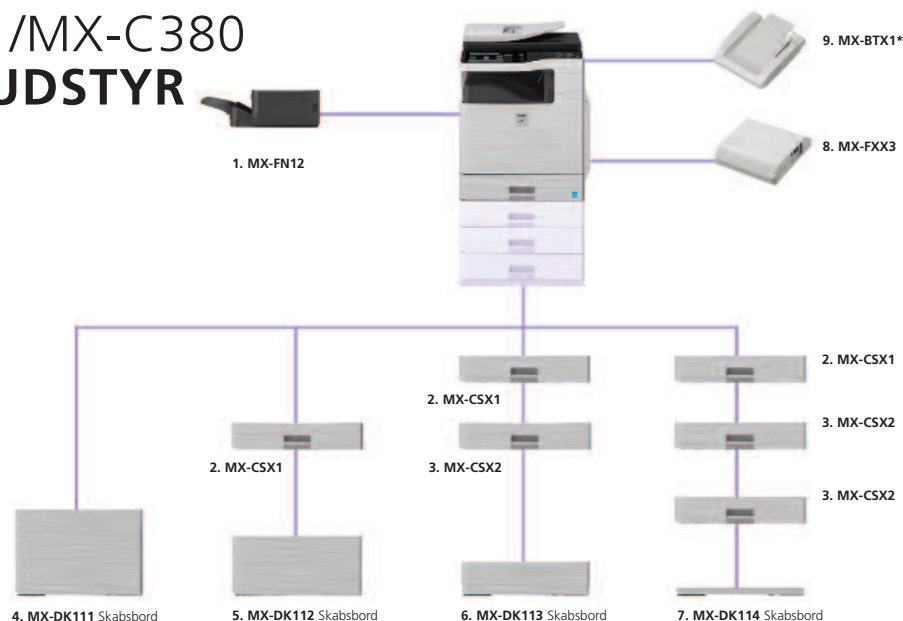 /MX-C380
UDSTYR
9. MX-BTX1*
1. MX-FN12
8. MX-FXX3
2. MX-CSX1
2. MX-CSX1
2. MX-CSX1
3. MX-CSX2
3. MX-CSX2
3. MX-CSX2
4. MX-DK111 Skabsbord
5. MX-DK112 Skabsbord
6. MX-DK113 Skabsbord
7. MX-DK114 Skabsbord